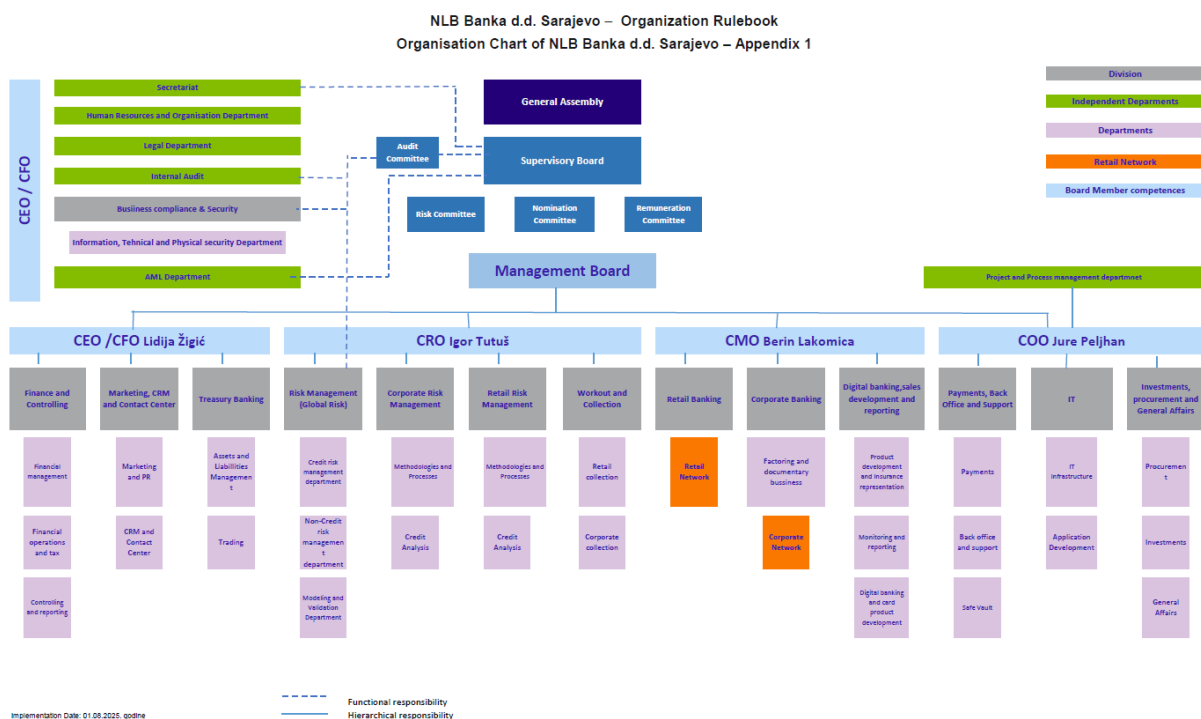 NLB Banka d.d. Sarajevo – Organization Rulebook
Organisation Chart of NLB Banka d.d. Sarajevo – Appendix 1
CEO / CFO
Secretariat
Human Resources and Organisation Department
Legal Department
Internal Audit
Business compliance & Security
Information, Tehnical and Physical security Department
AML Department
General Assembly
Audit
Committee
Supervisory Board
Risk Committee
Nomination
Committee
Remuneration
Committee
Division
Independent Deparments
Departments
Retail Network
Board Member competences
Management Board
Project and Process management departmnet
CEO /CFO Lidija Žigić
CRO Igor Tutuš
CMO Berin Lakomica
COO Jure Peljhan
Finance and
Controlling
Marketing, CRM
and Contact Center
Treasury Banking
Risk Management
(Global Risk)
Corporate Risk
Management
Retail Risk
Management
Workout and
Collection
Retail Banking
Corporate Banking
Digital banking,sales
development and
reporting
Payments, Back
Office and Support
IT
Investments,
procurement and
General Affairs
Financial
management
Marketing
and PR
Assets and
Liabillities
Managemen
t
Credit risk
management
department
Methodologies and
Processes
Methodologies and
Processes
Retail
collection
Retail
Network
Factoring and
documentary
bussiness
Product
development
and insurance
representation
Payments
IT
Infrastructure
Procuremen
t
Financial
operations
and tax
CRM and
Contact
Center
Trading
Non-Credit
risk
managemen
t
department
Credit
Analysis
Credit
Analysis
Corporate
collection
Corporate
Network
Monitoring and
reporting
Back office
and support
Application
Development
Investments
Controlling
and reporting
Modeling and
Validation
Department
Digital banking
and card
product
development
Safe Vault
General
Affairs
Functional responsibility
Hierarchical responsibility
Implementation Date: 01.08.2025. godine